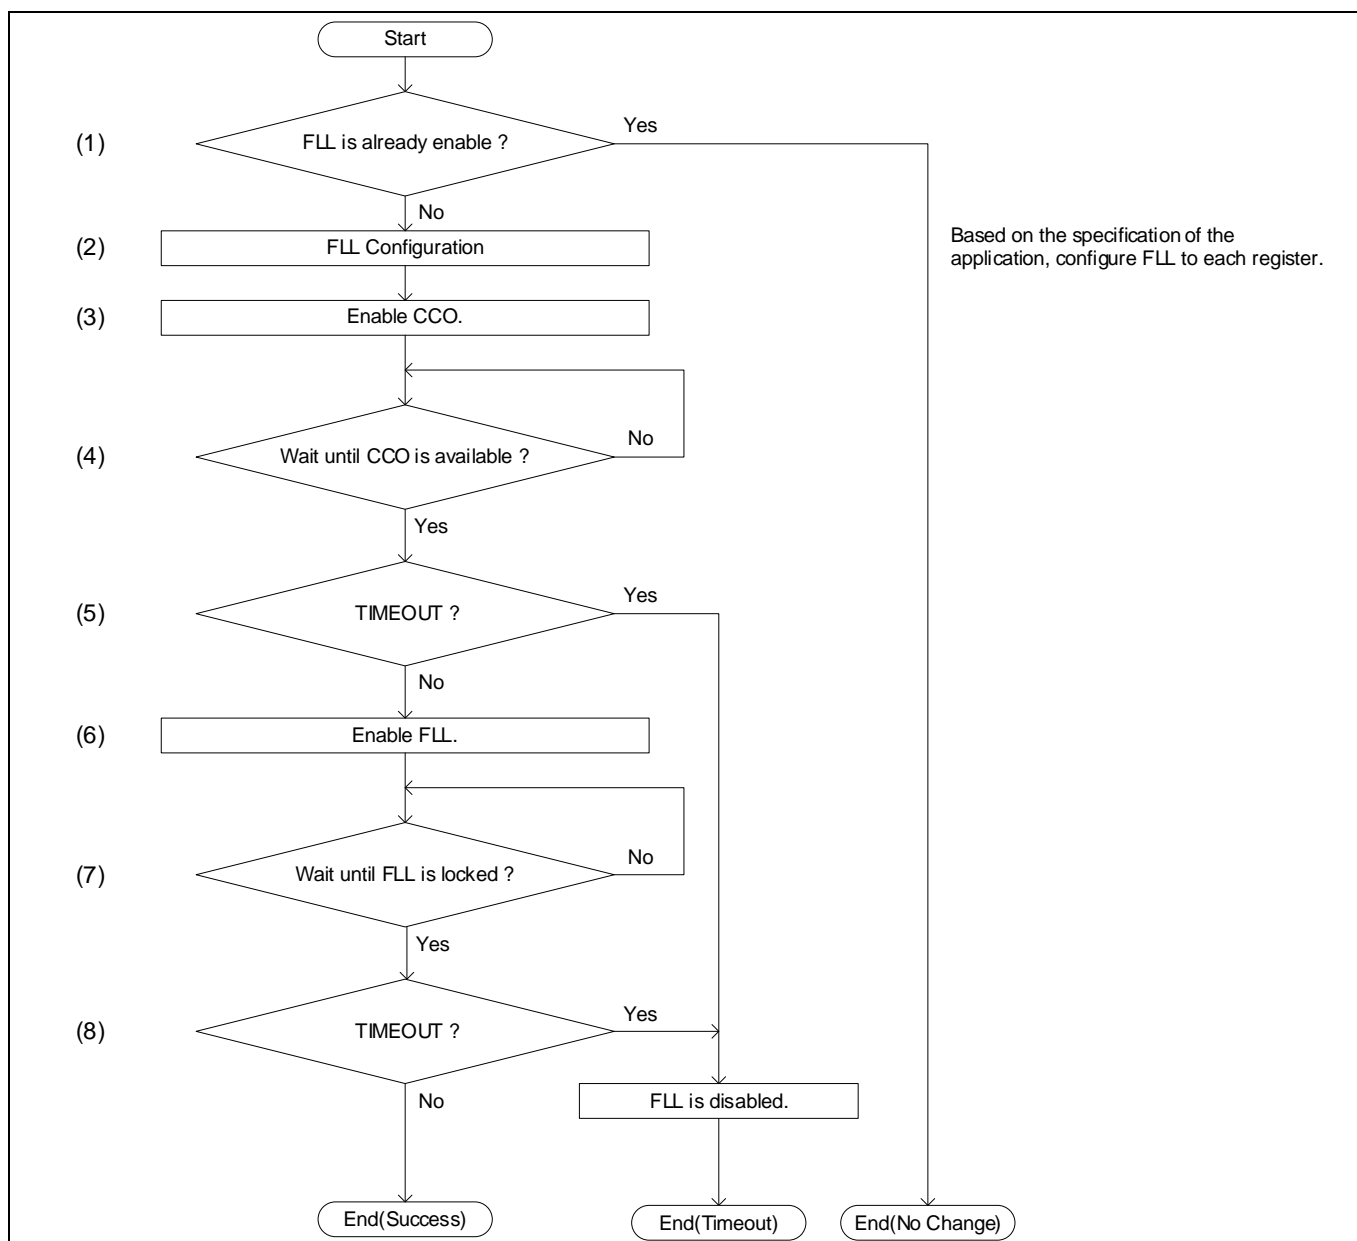 Start
(1)
FLL is already enable ?
Yes
No
(2)
FLL Configuration
Based on the specification of the
application, configure FLL to each register.
(3)
Enable CCO.
(4)
Wait until CCO is available ?
No
Yes
(5)
TIMEOUT ?
Yes
No
(6)
Enable FLL.
(7)
Wait until FLL is locked ?
No
Yes
(8)
TIMEOUT ?
Yes
No
FLL is disabled.
End(Success)
End(Timeout)
End(No Change)